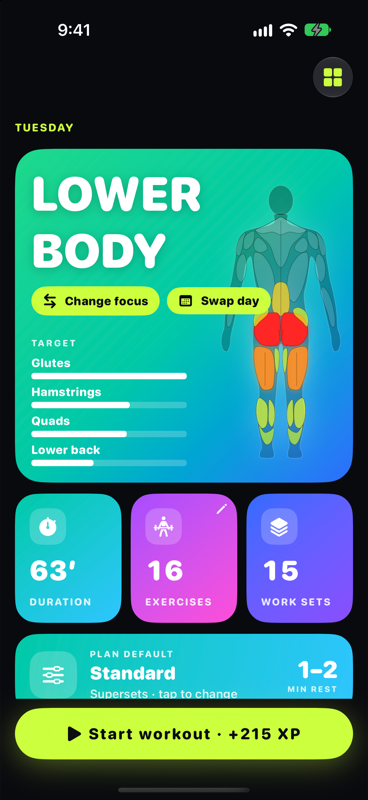 9:41
TUESDAY
LOWER
BODY
Change focus
Swap day
TARGET
Glutes
Hamstrings
Quads
Lower back
63'
DURATION
16
EXERCISES
15
WORK SETS
PLAN DEFAULT
Standard
Supersets · tap to change
1–2
MIN REST
Start workout · +215 XP